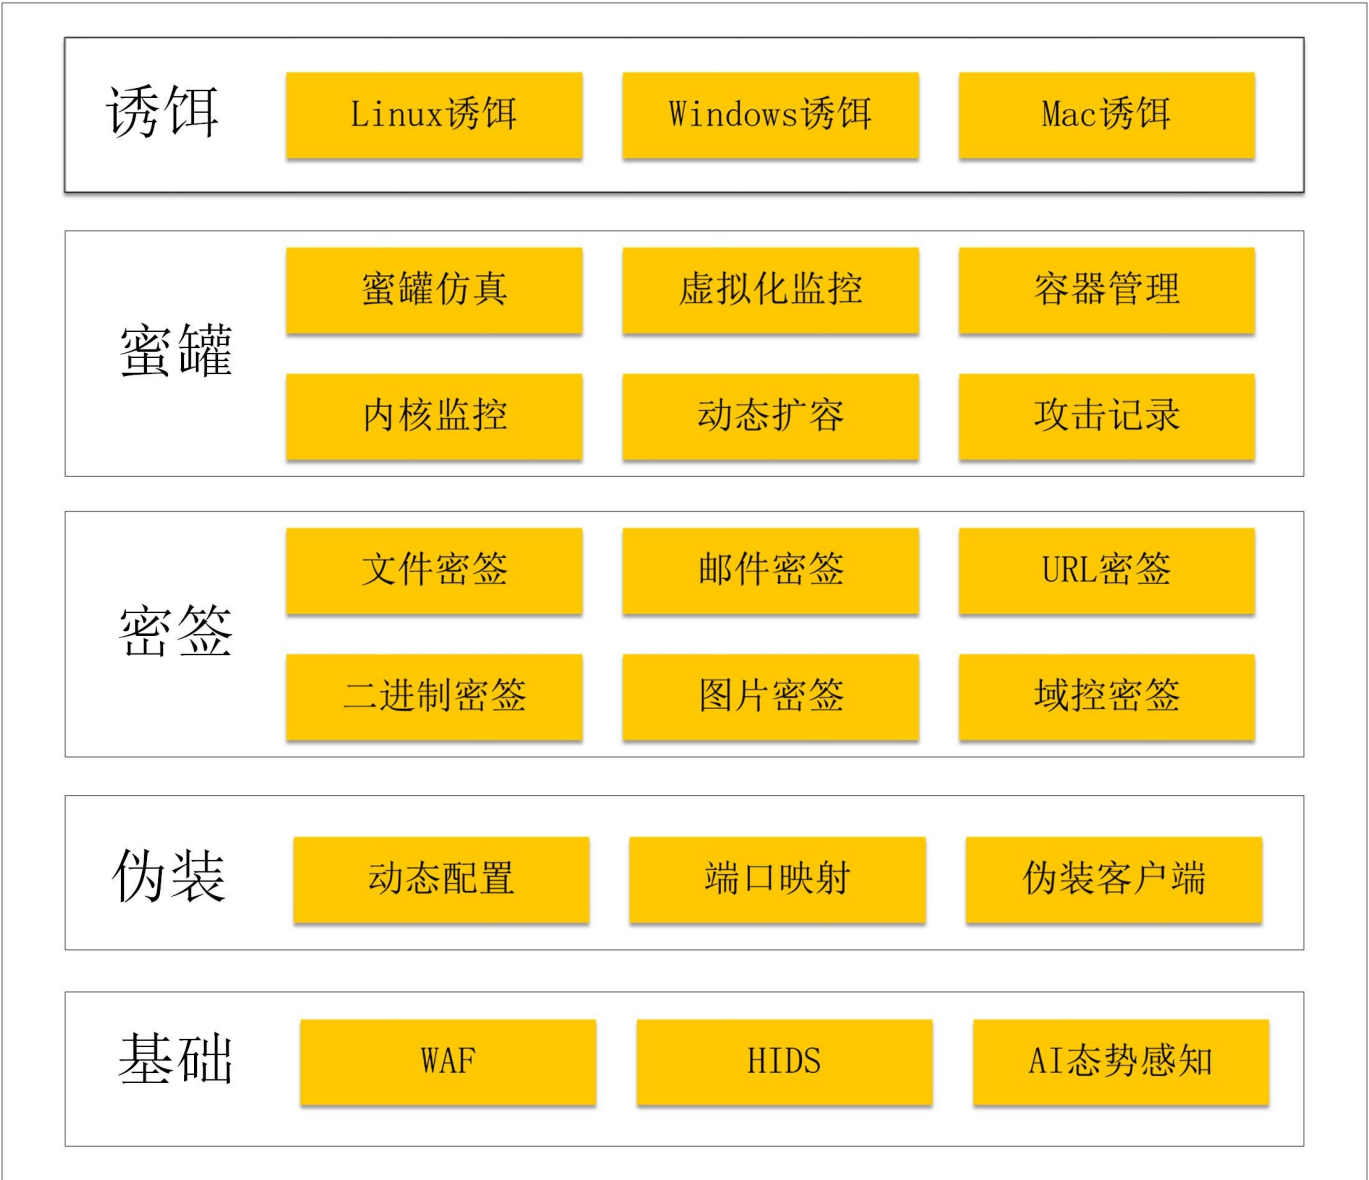 诱饵
Linux诱饵 Windows诱饵 Mac诱饵
蜜罐
蜜罐仿真 虚拟化监控 容器管理
内核监控 动态扩容 攻击记录
密签
文件密签 邮件密签 URL密签
二进制密签 图片密签 域控密签
伪装
动态配置 端口映射 伪装客户端
基础
WAF HIDS AI态势感知